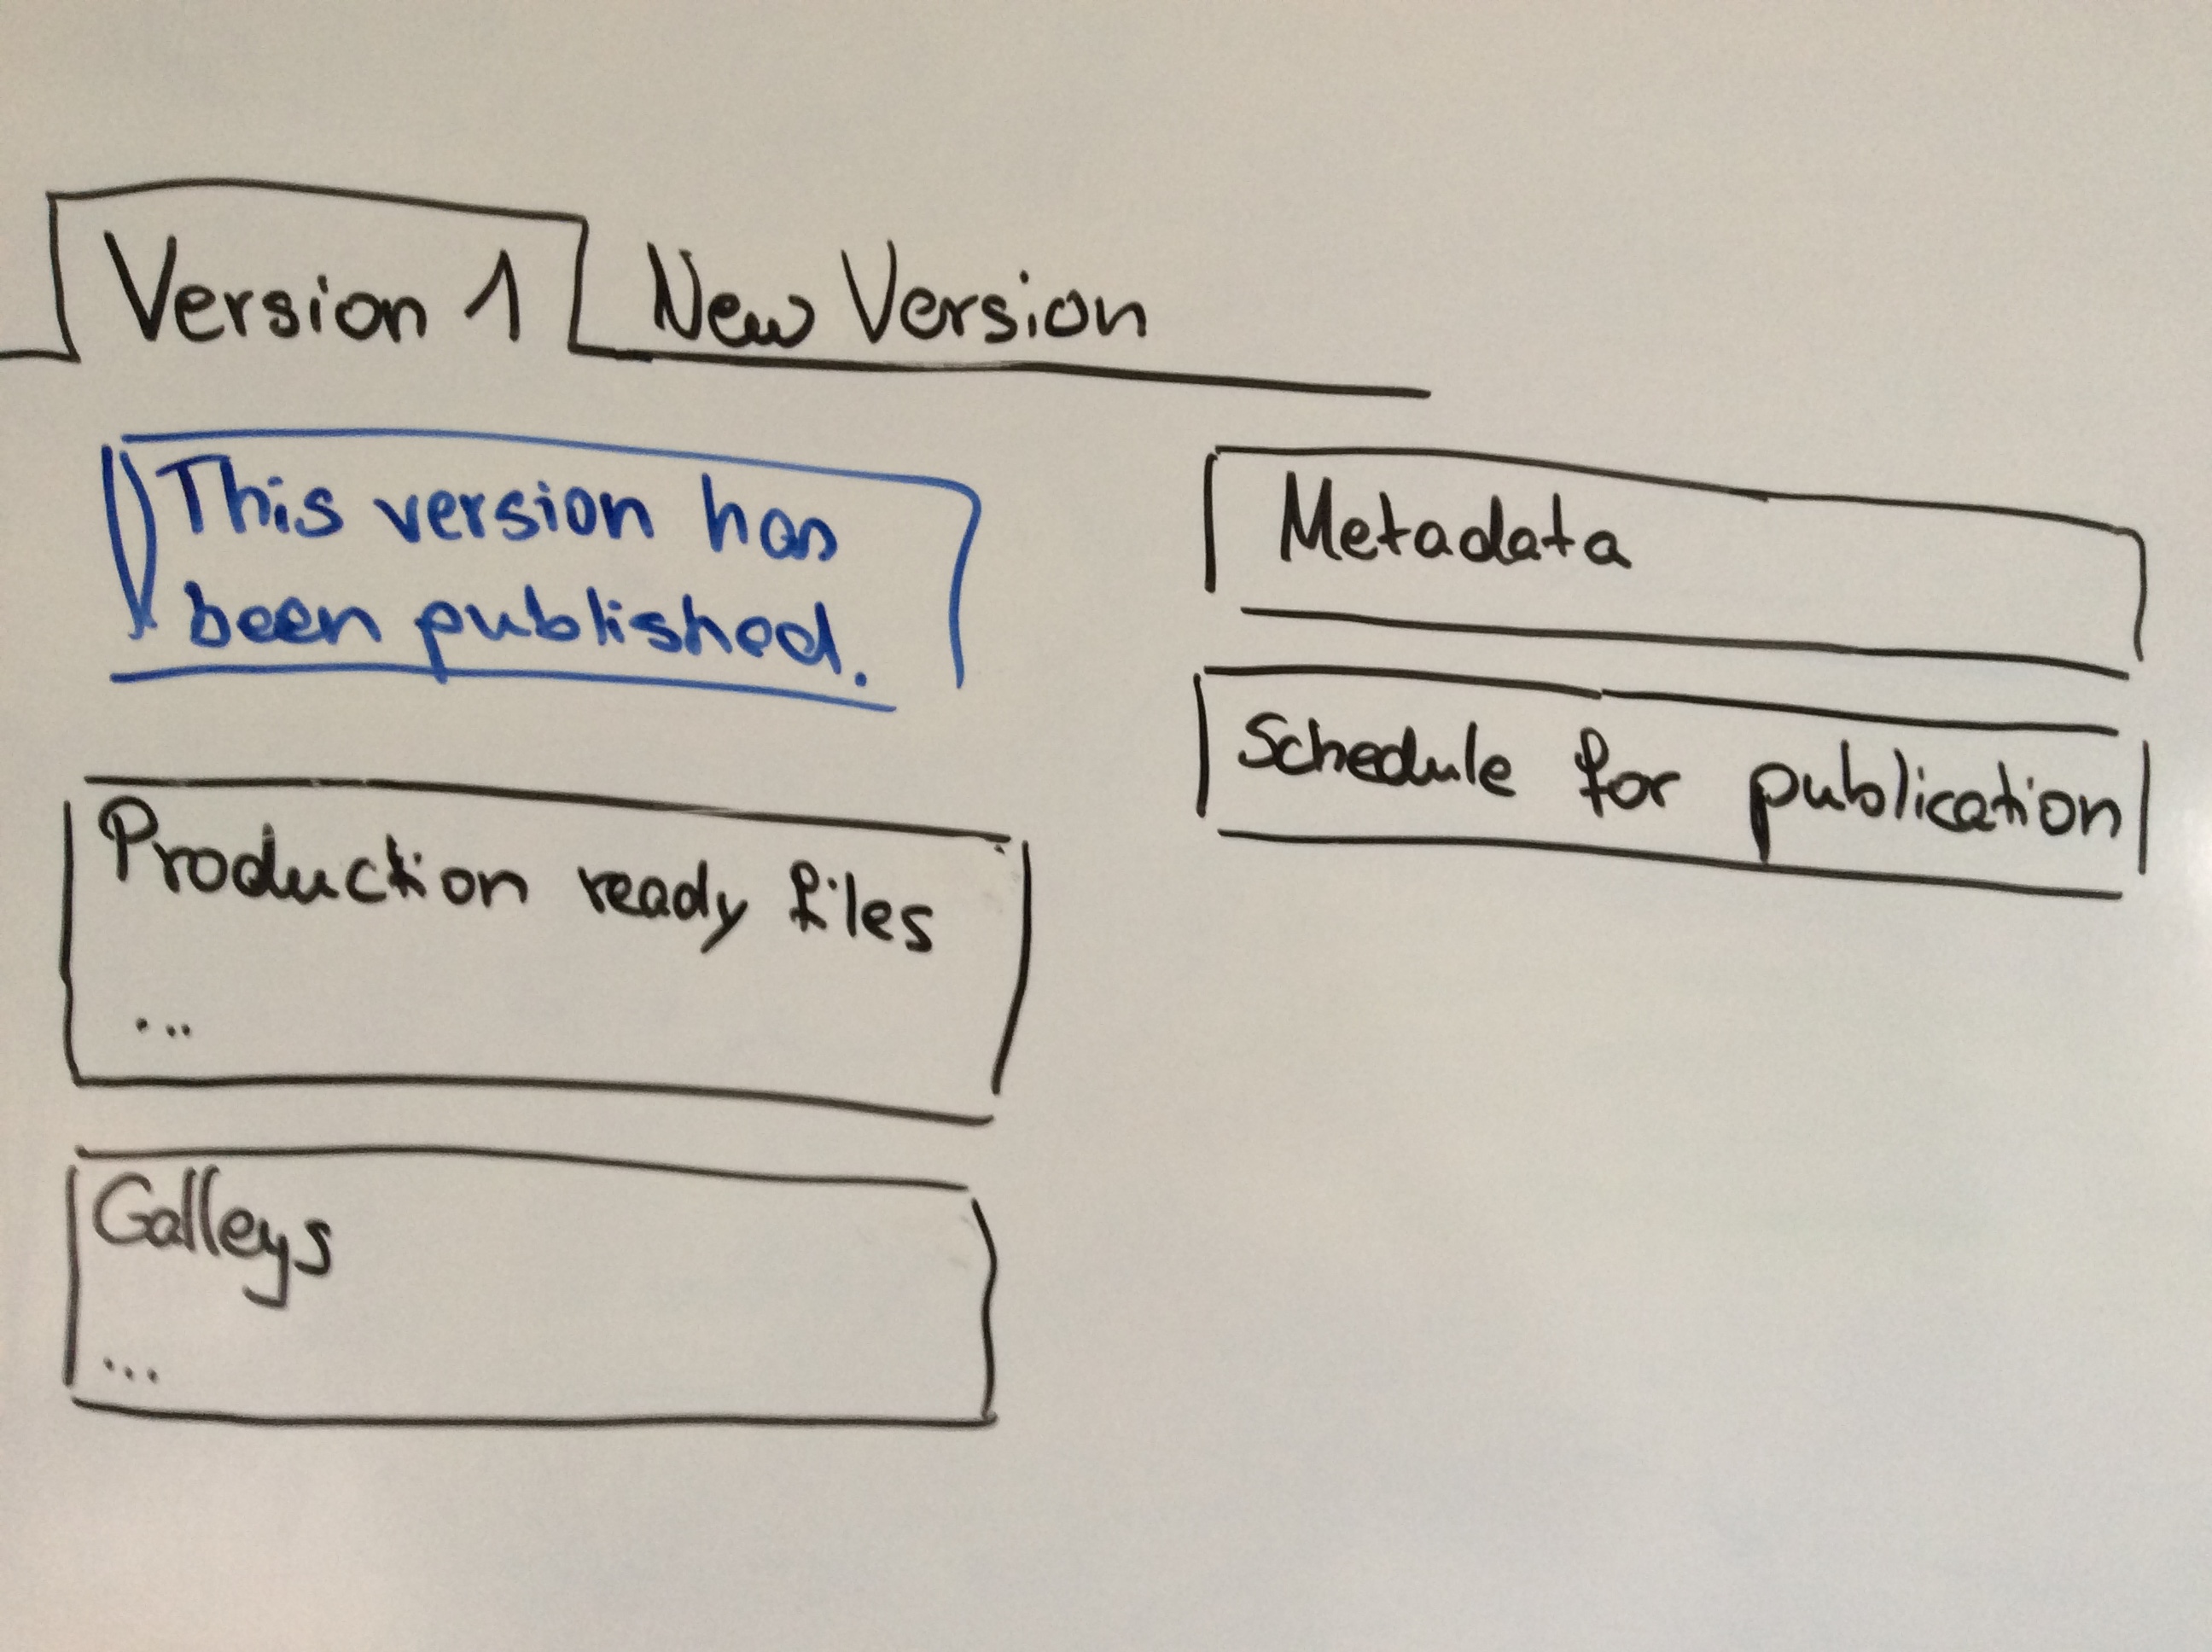 Version 1
New Version
This version has
been published.
Metadata
Schedule for publication
Production ready files
...
Galleys
...